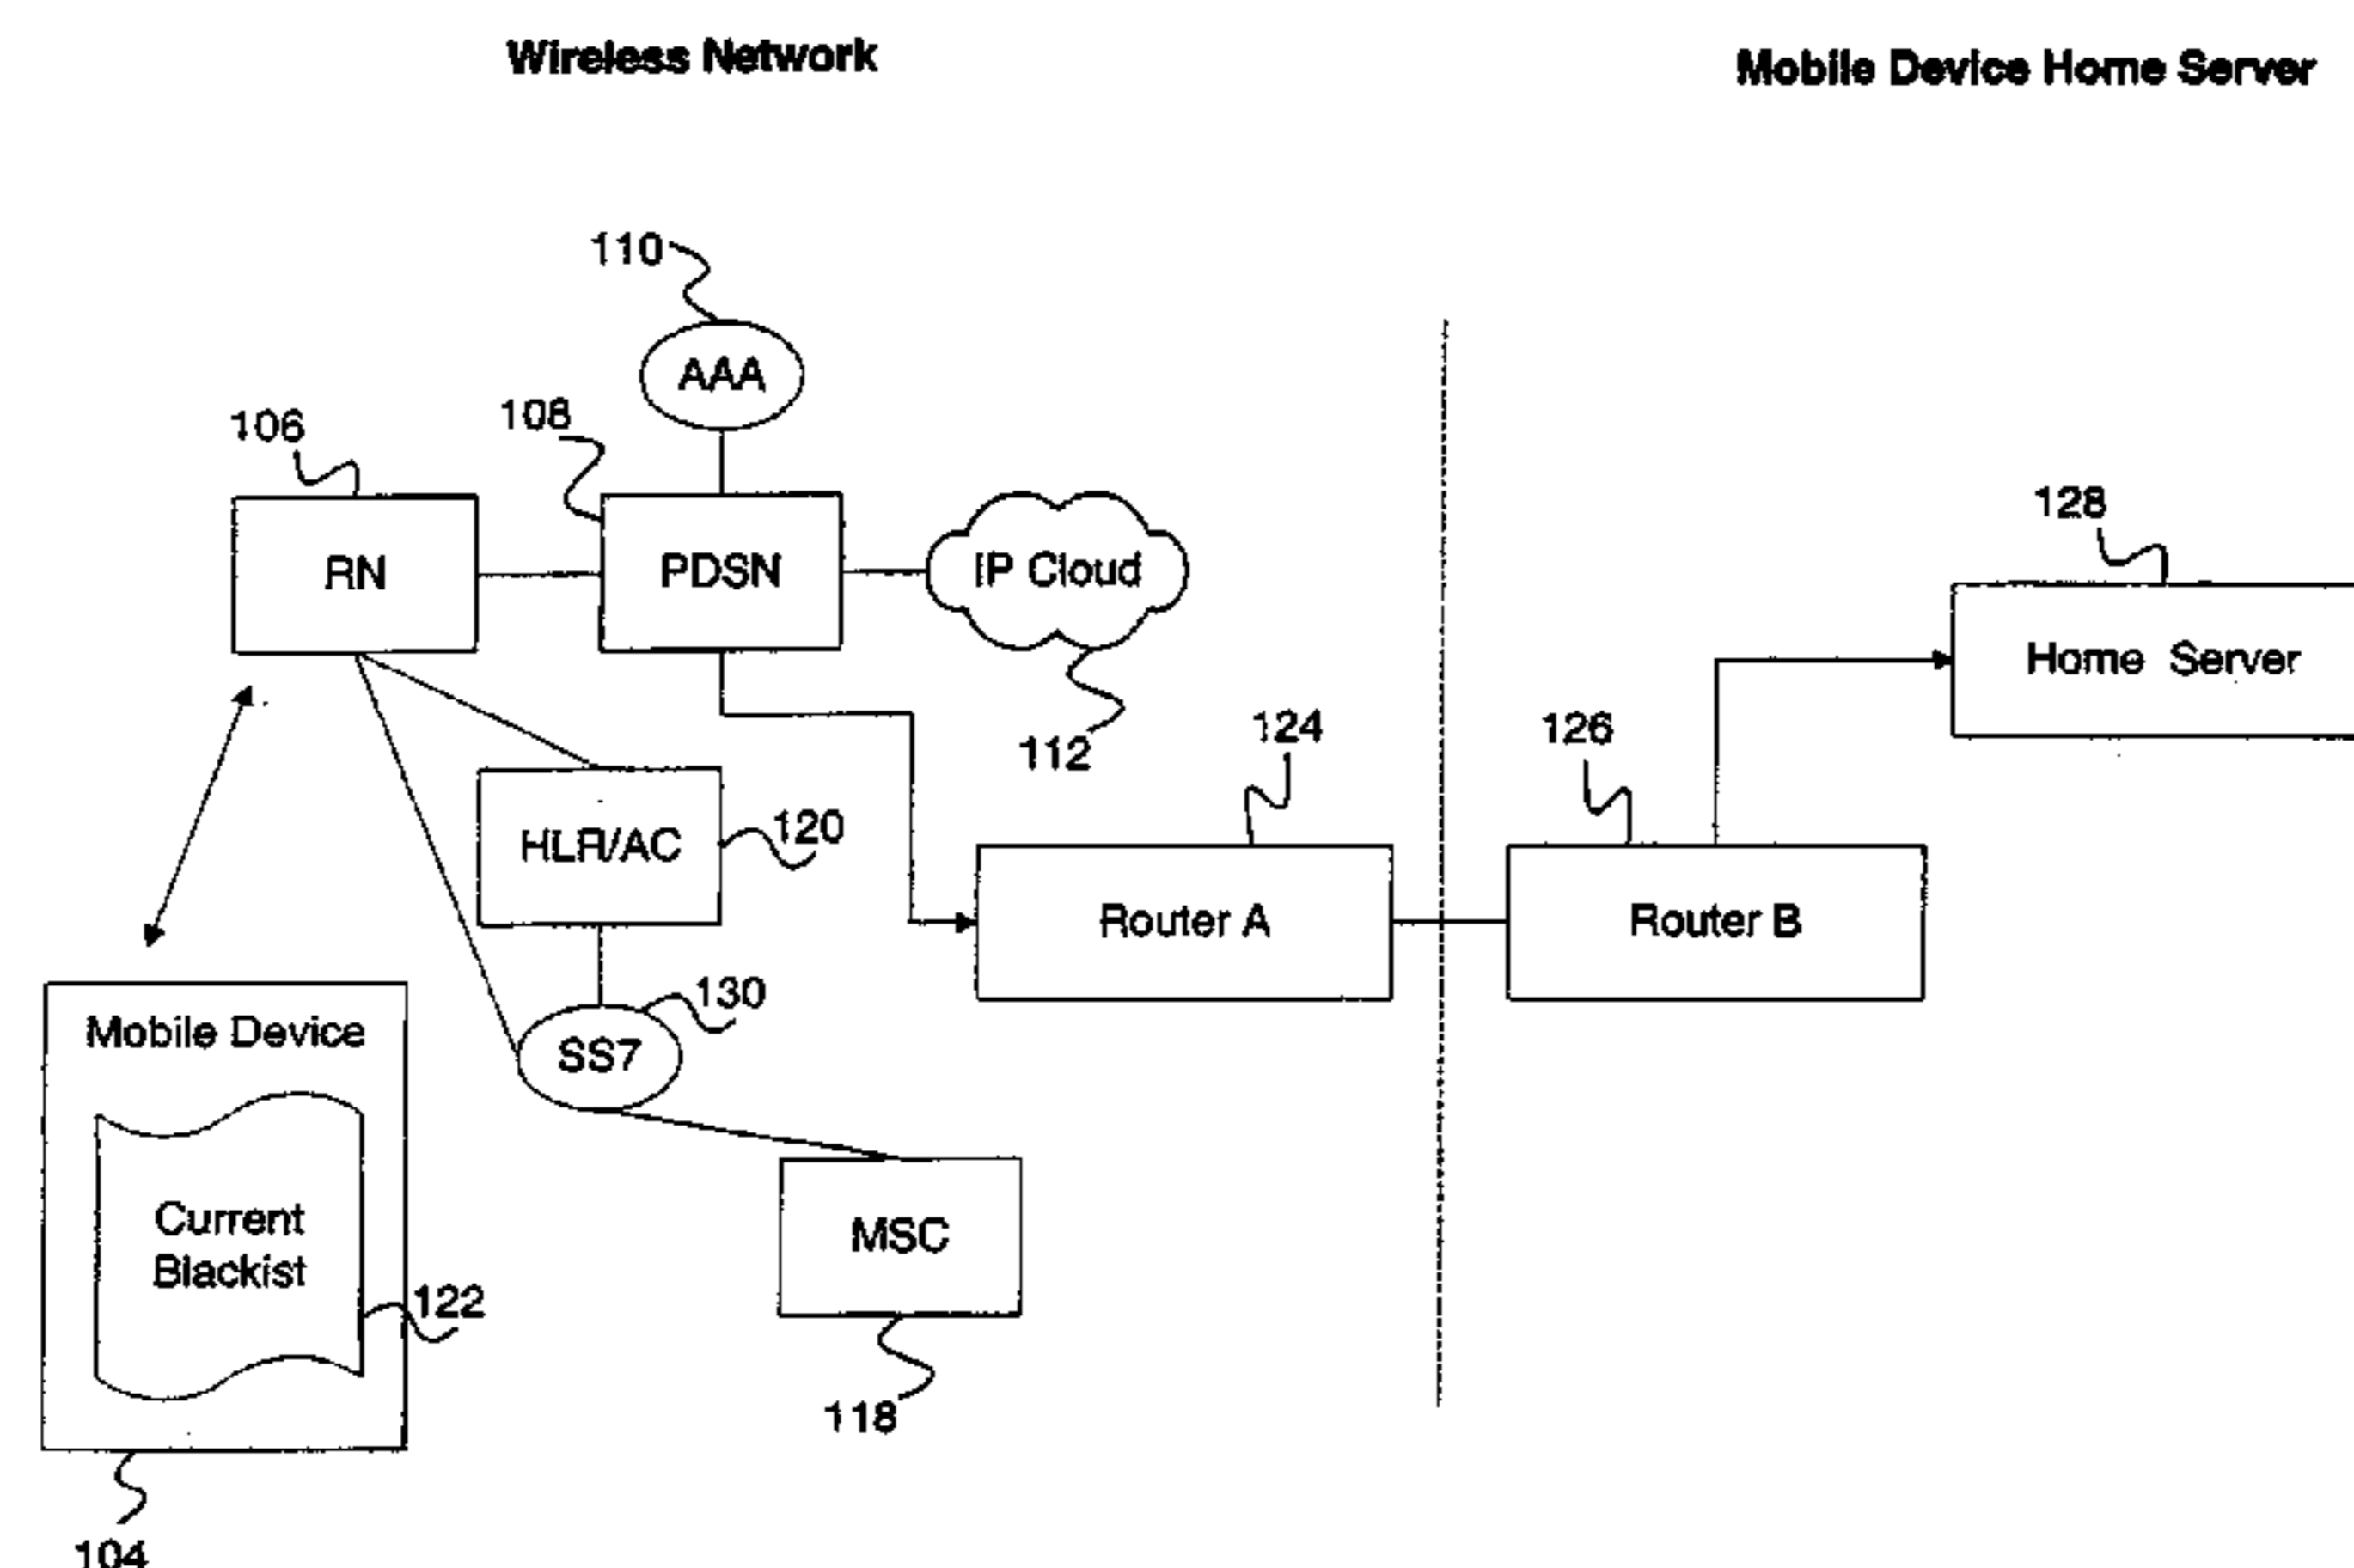 Wireless Network
Mobile Device Home Server
110
AAA
106
108
RN
PDSN
IP Cloud
128
Home Server
112
124
126
HLR/AC
120
Router A
Router B
130
SS7
Mobile Device
Current
Blackist
122
MSC
118
104